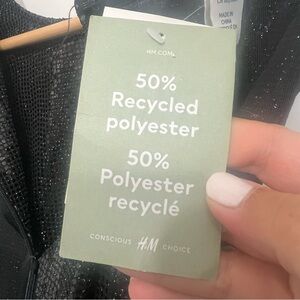 HM.COM
50%
Recycled
polyester
50%
Polyester
recyclé
CONSCIOUS H&M CHOICE
MADE IN
CHINA